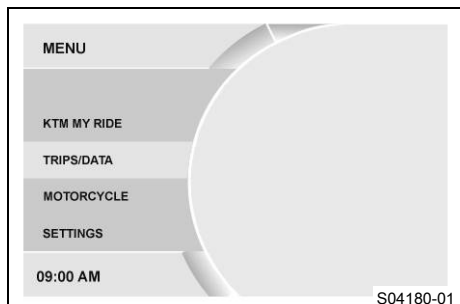 MENU
KTM MY RIDE
TRIPS/DATA
MOTORCYCLE
SETTINGS
09:00 AM
S04180-01